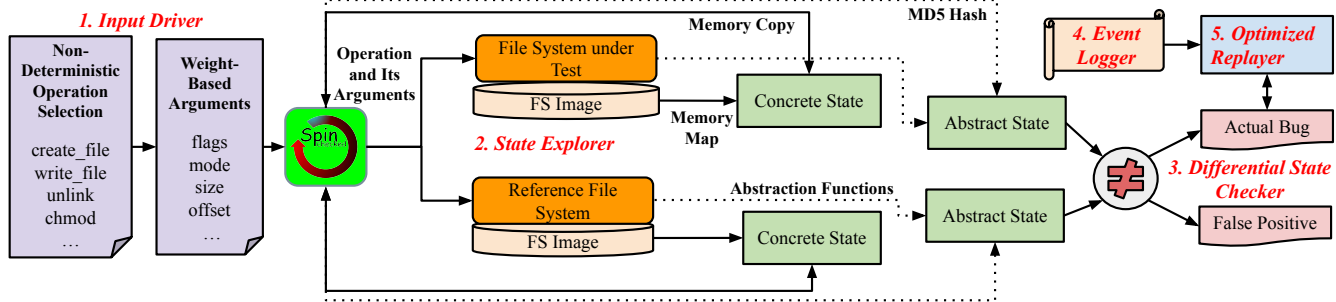 1. Input Driver
Non-
Deterministic
Operation
Selection
create_file
write_file
unlink
chmod
…
Weight-
Based
Arguments
flags
mode
size
offset
…
Spin
checked
Operation
and Its
Arguments
2. State Explorer
File System under
Test
FS Image
Reference File
System
FS Image
Memory Copy
Memory
Map
Concrete State
Abstraction Functions
Concrete State
MD5 Hash
Abstract State
Abstract State
4. Event
Logger
5. Optimized
Replayer
Actual Bug
3. Differential State
Checker
False Positive